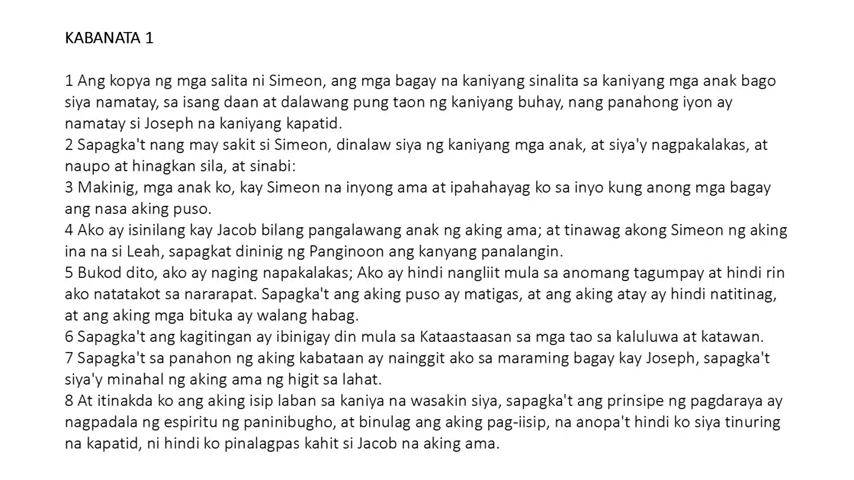 KABANATA 1
1 Ang kopya ng mga salita ni Simeon, ang mga bagay na kaniyang sinalita sa kaniyang mga anak bago
siya namatay, sa isang daan at dalawang pung taon ng kaniyang buhay, nang panahong iyon ay
namatay si Joseph na kaniyang kapatid.
2 Sapagka't nang may sakit si Simeon, dinalaw siya ng kaniyang mga anak, at siya'y nagpakalakas, at
naupo at hinagkan sila, at sinabi:
3 Makinig, mga anak ko, kay Simeon na inyong ama at ipahahayag ko sa inyo kung anong mga bagay
ang nasa aking puso.
4 Ako ay isinilang kay Jacob bilang pangalawang anak ng aking ama; at tinawag akong Simeon ng aking
ina na si Leah, sapagkat dininig ng Panginoon ang kanyang panalangin.
5 Bukod dito, ako ay naging napakalakas; Ako ay hindi nangliit mula sa anomang tagumpay at hindi rin
ako natatakot sa nararapat. Sapagka't ang aking puso ay matigas, at ang aking atay ay hindi natitinag,
at ang aking mga bituka ay walang habag.
6 Sapagka't ang kagitingan ay ibinigay din mula sa Kataastaasan sa mga tao sa kaluluwa at katawan.
7 Sapagka't sa panahon ng aking kabataan ay nainggit ako sa maraming bagay kay Joseph, sapagka't
siya'y minahal ng aking ama ng higit sa lahat.
8 At itinakda ko ang aking isip laban sa kaniya na wasakin siya, sapagka't ang prinsipe ng pagdaraya ay
nagpadala ng espiritu ng paninibugho, at binulag ang aking pag-iisip, na anopa't hindi ko siya tinuring
na kapatid, ni hindi ko pinalagpas kahit si Jacob na aking ama.